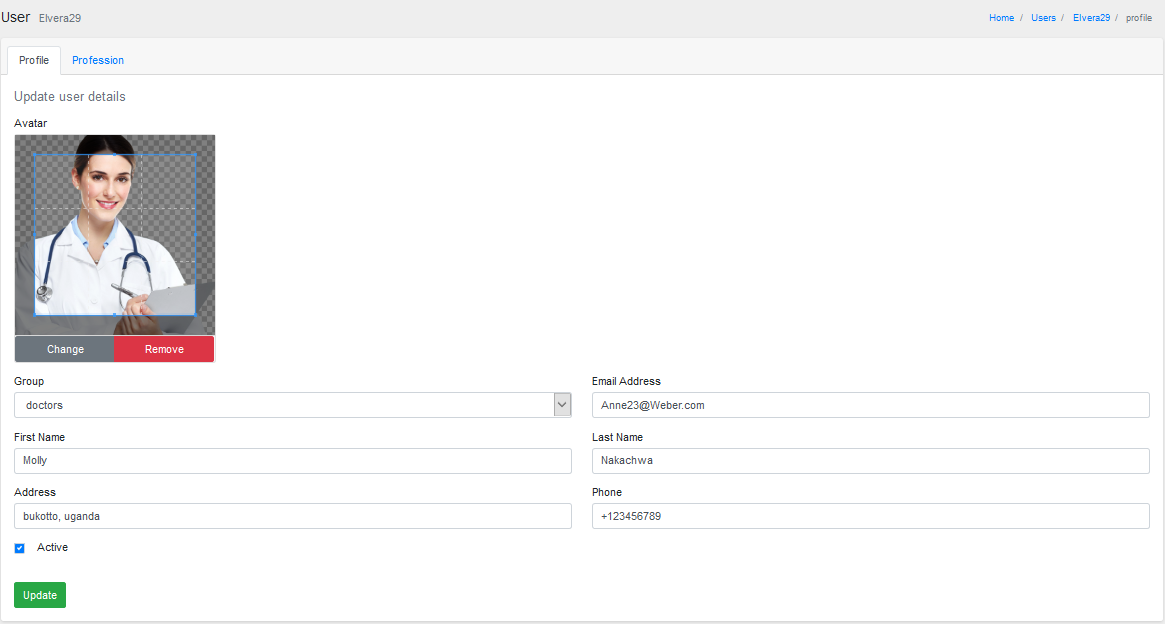 User Elvera29
Home / Users / Elvera29 / profile
Profile Profession
Update user details
Avatar
Change Remove
Group Email Address
doctors Anne23@Weber.com
First Name Last Name
Molly Nakachwa
Address Phone
bukotto, uganda +123456789
Active
Update